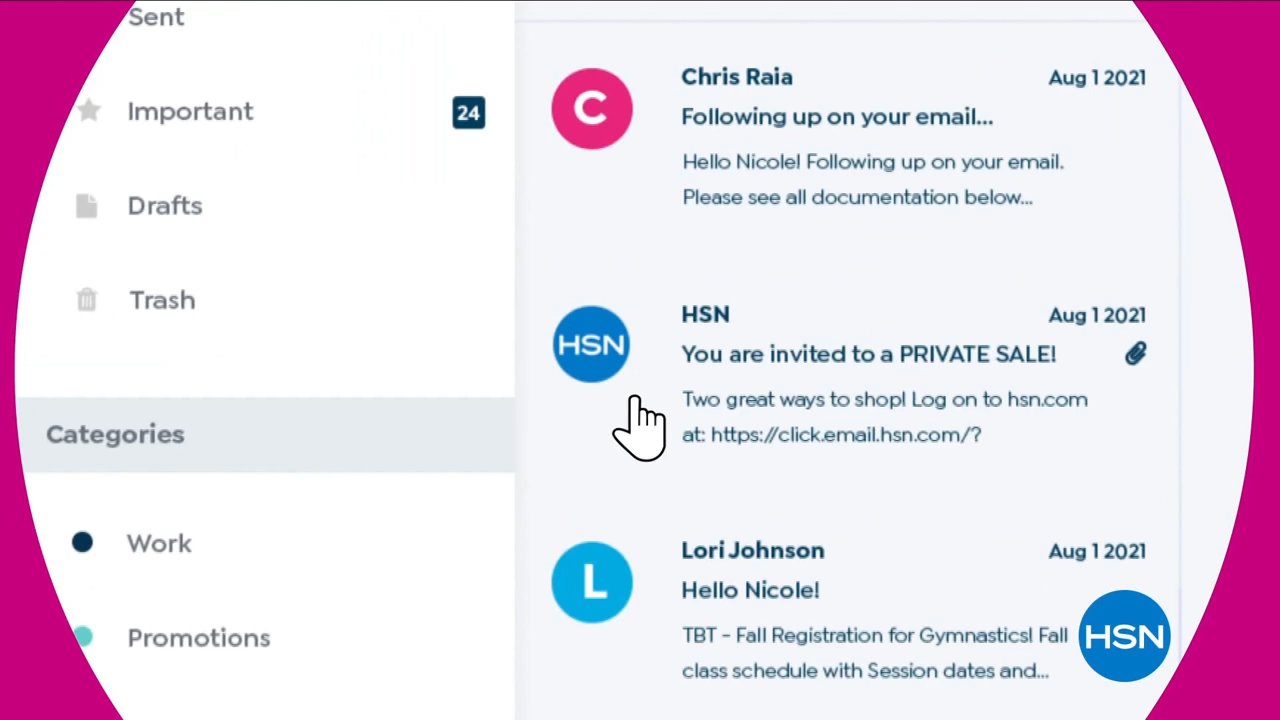 Sent
Important
24
Drafts
Trash
Categories
Work
Promotions
C
Chris Raia
Aug 1 2021
Following up on your email...
Hello Nicole! Following up on your email.
Please see all documentation below...
HSN
HSN
Aug 1 2021
You are invited to a PRIVATE SALE!
Two great ways to shop! Log on to hsn.com
at: https://click.email.hsn.com/?
L
Lori Johnson
Aug 1 2021
Hello Nicole!
TBT - Fall Registration for Gymnastics! Fall
class schedule with Session dates and...
HSN